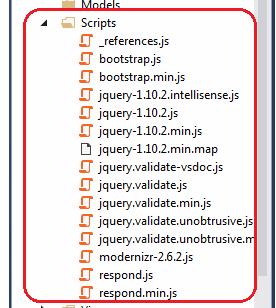 Models
Scripts
_references.js
bootstrap.js
bootstrap.min.js
jquery-1.10.2.intellisense.js
jquery-1.10.2.js
jquery-1.10.2.min.js
jquery-1.10.2.min.map
jquery.validate-vsdoc.js
jquery.validate.js
jquery.validate.min.js
jquery.validate.unobtrusive.js
jquery.validate.unobtrusive.m
modernizr-2.6.2.js
respond.js
respond.min.js